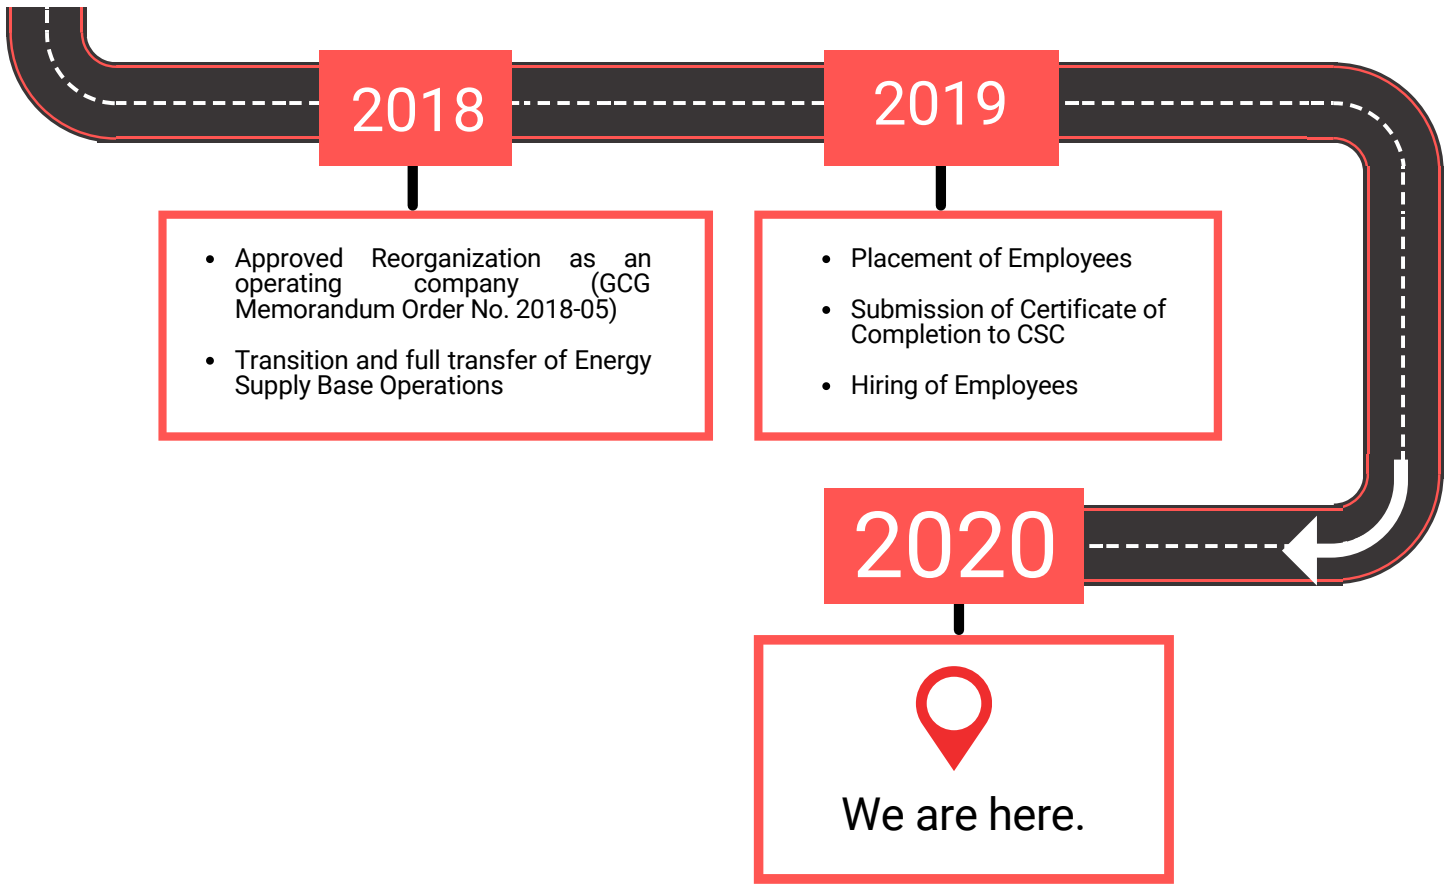 2018
2019
• Approved Reorganization as an
operating company (GCG
Memorandum Order No. 2018-05)
• Transition and full transfer of Energy
Supply Base Operations
• Placement of Employees
• Submission of Certificate of
Completion to CSC
• Hiring of Employees
2020
We are here.